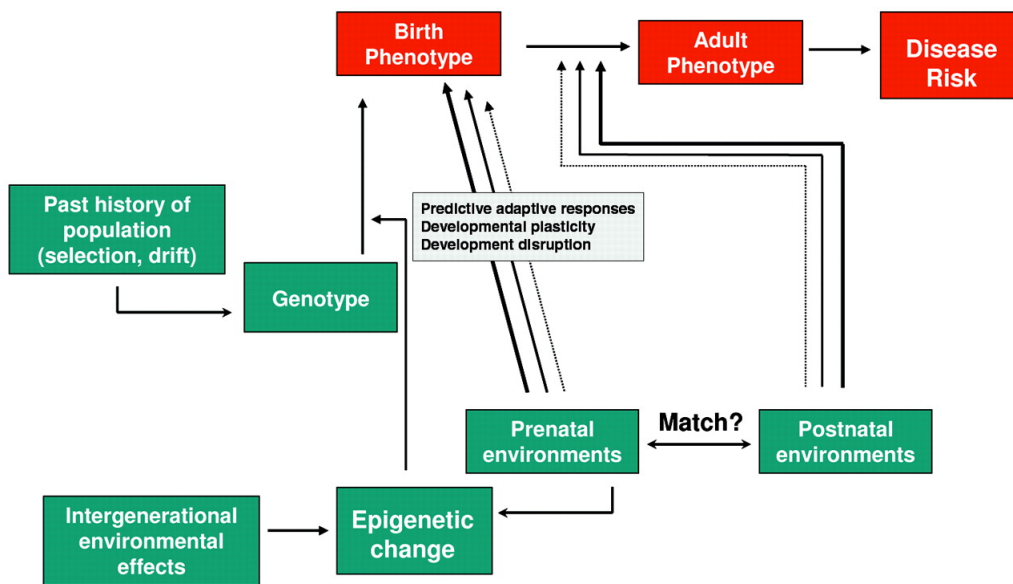 Birth
Phenotype
Adult
Phenotype
Disease
Risk
Past history of
population
(selection, drift)
Predictive adaptive responses
Developmental plasticity
Development disruption
Genotype
Prenatal
environments
Match?
Postnatal
environments
Intergenerational
environmental
effects
Epigenetic
change